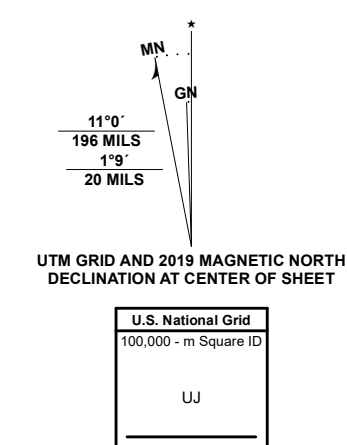 ★
MN
GN
11°0´
196 MILS
1°9´
20 MILS
UTM GRID AND 2019 MAGNETIC NORTH
DECLINATION AT CENTER OF SHEET
U.S. National Grid
100,000 - m Square ID
UJ